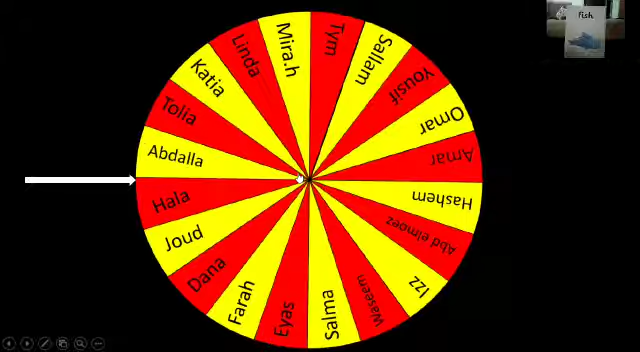 fish
Tym
Sallam
Yousif
Omar
Amar
Hashem
Abd elmoez
Izz
Waseem
Salma
Eyas
Farah
Dana
Joud
Hala
Abdalla
Tolia
Katia
Linda
Mira.h